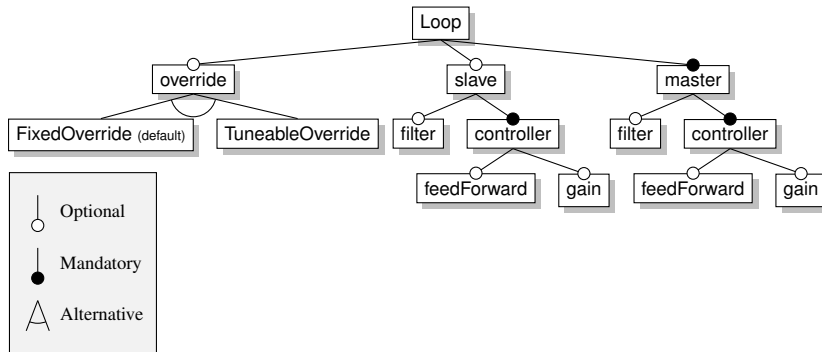 Loop
override
slave
master
FixedOverride (default)
TuneableOverride
filter
controller
filter
controller
feedForward
gain
feedForward
gain
Optional
Mandatory
Alternative